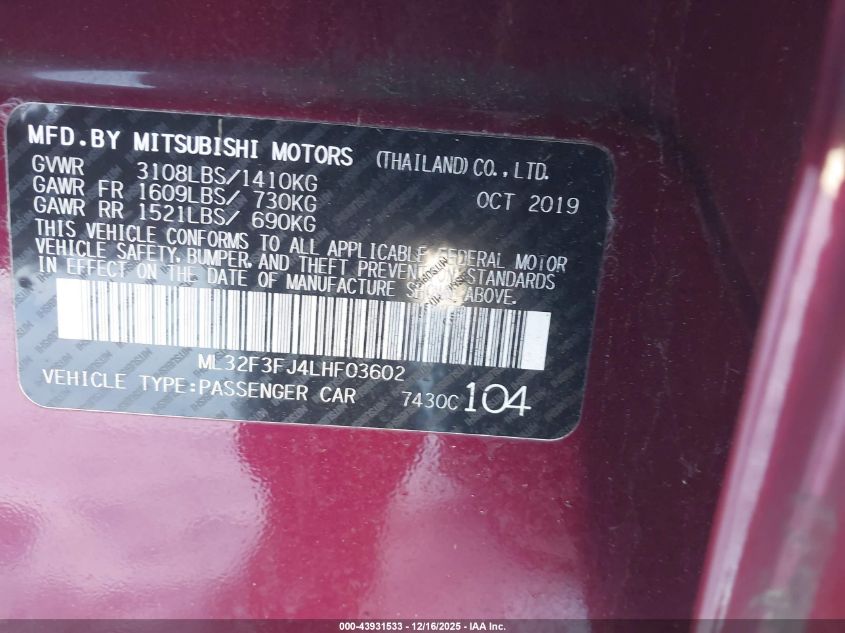 MFD.BY MITSUBISHI MOTORS (THAILAND)CO.,LTD.
GVWR 3108LBS/1410KG
GAWR FR 1609LBS/ 730KG OCT 2019
GAWR RR 1521LBS/ 690KG
THIS VEHICLE CONFORMS TO ALL APPLICABLE FEDERAL MOTOR
VEHICLE SAFETY, BUMPER, AND THEFT PREVENTION STANDARDS
IN EFFECT ON THE DATE OF MANUFACTURE SHOWN ABOVE.
ML32F3FJ4LHF03602
VEHICLE TYPE:PASSENGER CAR 7430C 104
000-43931533 - 12/16/2025 - IAA Inc.